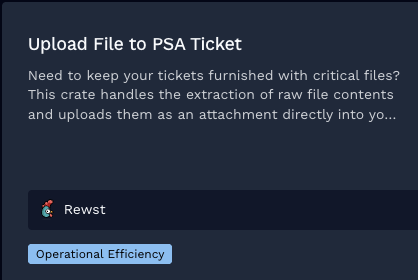 Upload File to PSA Ticket
Need to keep your tickets furnished with critical files?
This crate handles the extraction of raw file contents
and uploads them as an attachment directly into yo...
Rewst
Operational Efficiency